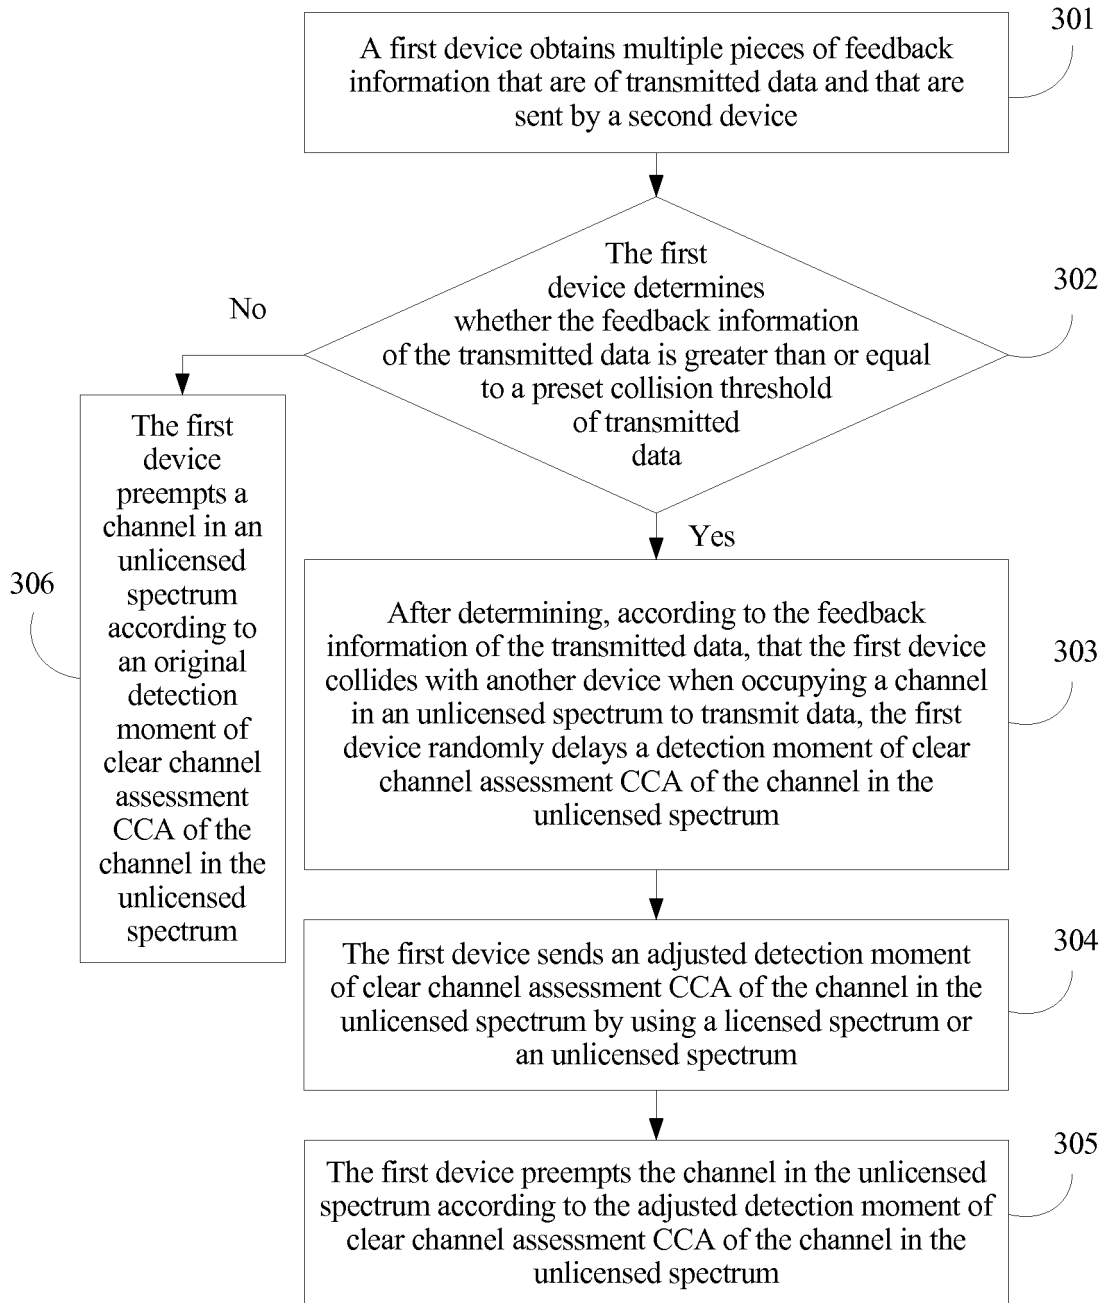 A first device obtains multiple pieces of feedback
information that are of transmitted data and that are
sent by a second device
301
The first
device determines
whether the feedback information
of the transmitted data is greater than or equal
to a preset collision threshold
of transmitted
data
302
No
Yes
The first
device
preempts a
channel in an
unlicensed
spectrum
according to
an original
detection
moment of
clear channel
assessment
CCA of the
channel in the
unlicensed
spectrum
306
After determining, according to the feedback
information of the transmitted data, that the first device
collides with another device when occupying a channel
in an unlicensed spectrum to transmit data, the first
device randomly delays a detection moment of clear
channel assessment CCA of the channel in the
unlicensed spectrum
303
The first device sends an adjusted detection moment
of clear channel assessment CCA of the channel in the
unlicensed spectrum by using a licensed spectrum or
an unlicensed spectrum
304
The first device preempts the channel in the unlicensed
spectrum according to the adjusted detection moment of
clear channel assessment CCA of the channel in the
unlicensed spectrum
305